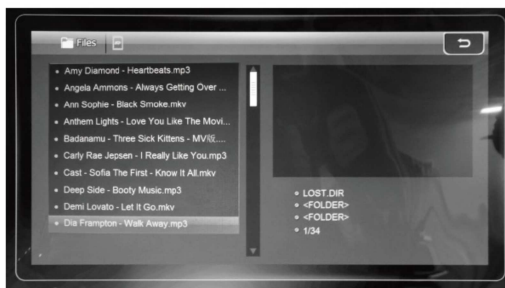 Files
Amy Diamond - Heartbeats.mp3
Angela Ammons - Always Getting Over ...
Ann Sophie - Black Smoke.mkv
Anthem Lights - Love You Like The Movi...
Badanamu - Three Sick Kittens - MV版....
Carly Rae Jepsen - I Really Like You.mp3
Cast - Sofia The First - Know It All.mkv
Deep Side - Booty Music.mp3
Demi Lovato - Let It Go.mkv
Dia Frampton - Walk Away.mp3
LOST.DIR
<FOLDER>
<FOLDER>
1/34